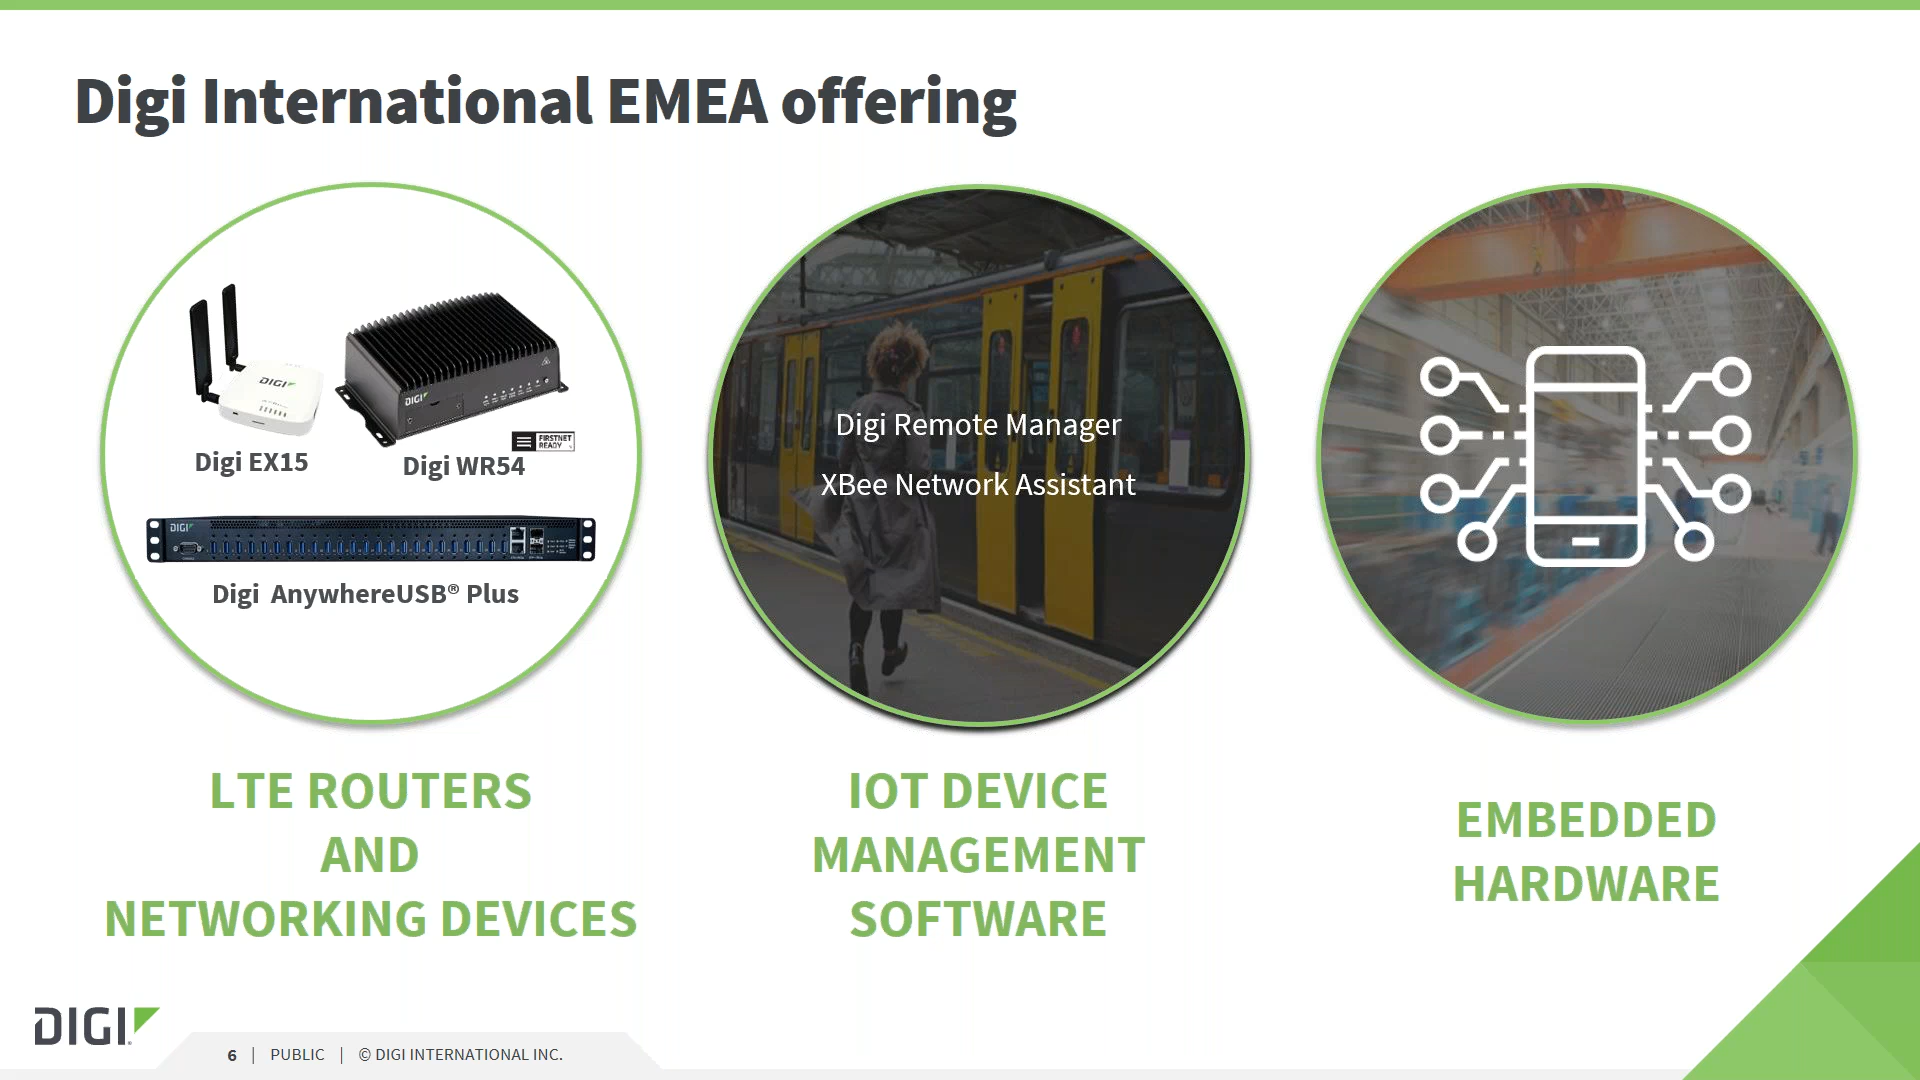 Digi International EMEA offering
DIGI
DIGI
FIRSTNET
READY
Digi EX15
Digi WR54
DIGI
Digi  AnywhereUSB® Plus
Digi Remote Manager
XBee Network Assistant
LTE ROUTERS
AND
NETWORKING DEVICES
IOT DEVICE
MANAGEMENT
SOFTWARE
EMBEDDED
HARDWARE
DIGI
6 | PUBLIC | © DIGI INTERNATIONAL INC.